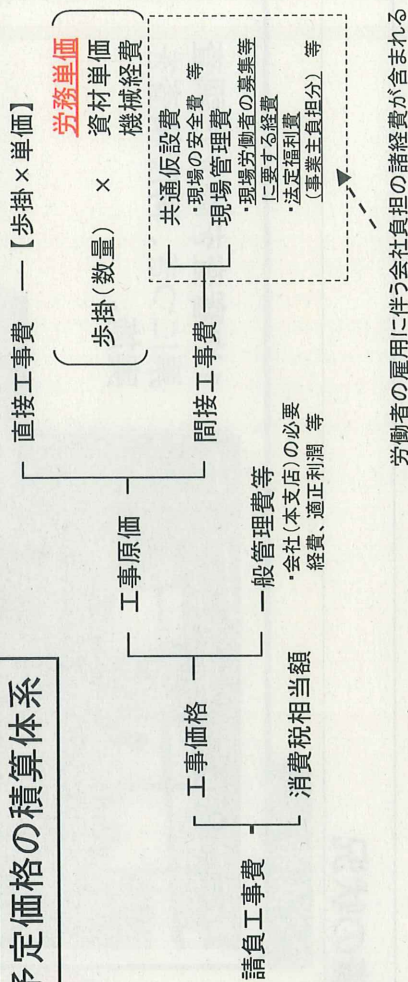 予定価格の積算体系
請負工事費
工事価格
消費税相当額
工事原価
一般管理費等
・会社(本支店)の必要
経費、適正利潤 等
直接工事費 ― 【歩掛×単価】
歩掛(数量) ×
労務単価
資材単価
機械経費
間接工事費
共通仮設費
・現場の安全費 等
現場管理費
・現場労働者の募集等
に要する経費
・法定福利費
(事業主負担分) 等
労働者の雇用に伴う会社負担の諸経費が含まれる